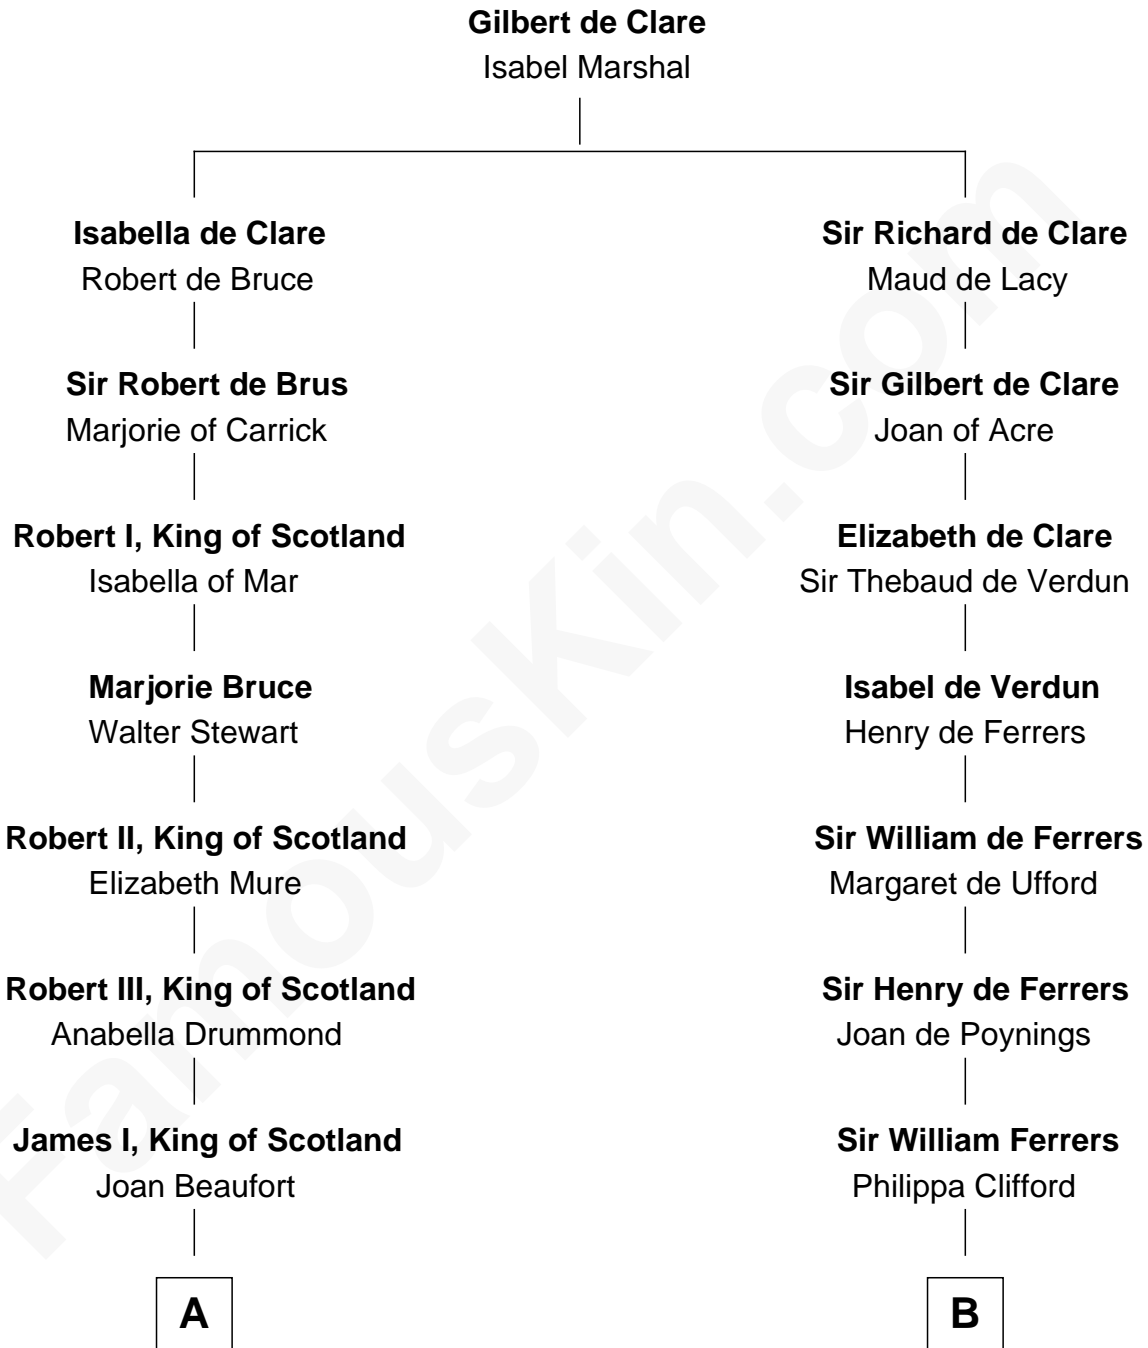 Gilbert de Clare
Isabel Marshal
Isabella de Clare
Robert de Bruce
Sir Richard de Clare
Maud de Lacy
Sir Robert de Brus
Marjorie of Carrick
Sir Gilbert de Clare
Joan of Acre
Robert I, King of Scotland
Isabella of Mar
Elizabeth de Clare
Sir Thebaud de Verdun
Marjorie Bruce
Walter Stewart
Isabel de Verdun
Henry de Ferrers
Robert II, King of Scotland
Elizabeth Mure
Sir William de Ferrers
Margaret de Ufford
Robert III, King of Scotland
Anabella Drummond
Sir Henry de Ferrers
Joan de Poynings
James I, King of Scotland
Joan Beaufort
Sir William Ferrers
Philippa Clifford
A
B
FamousKin.com